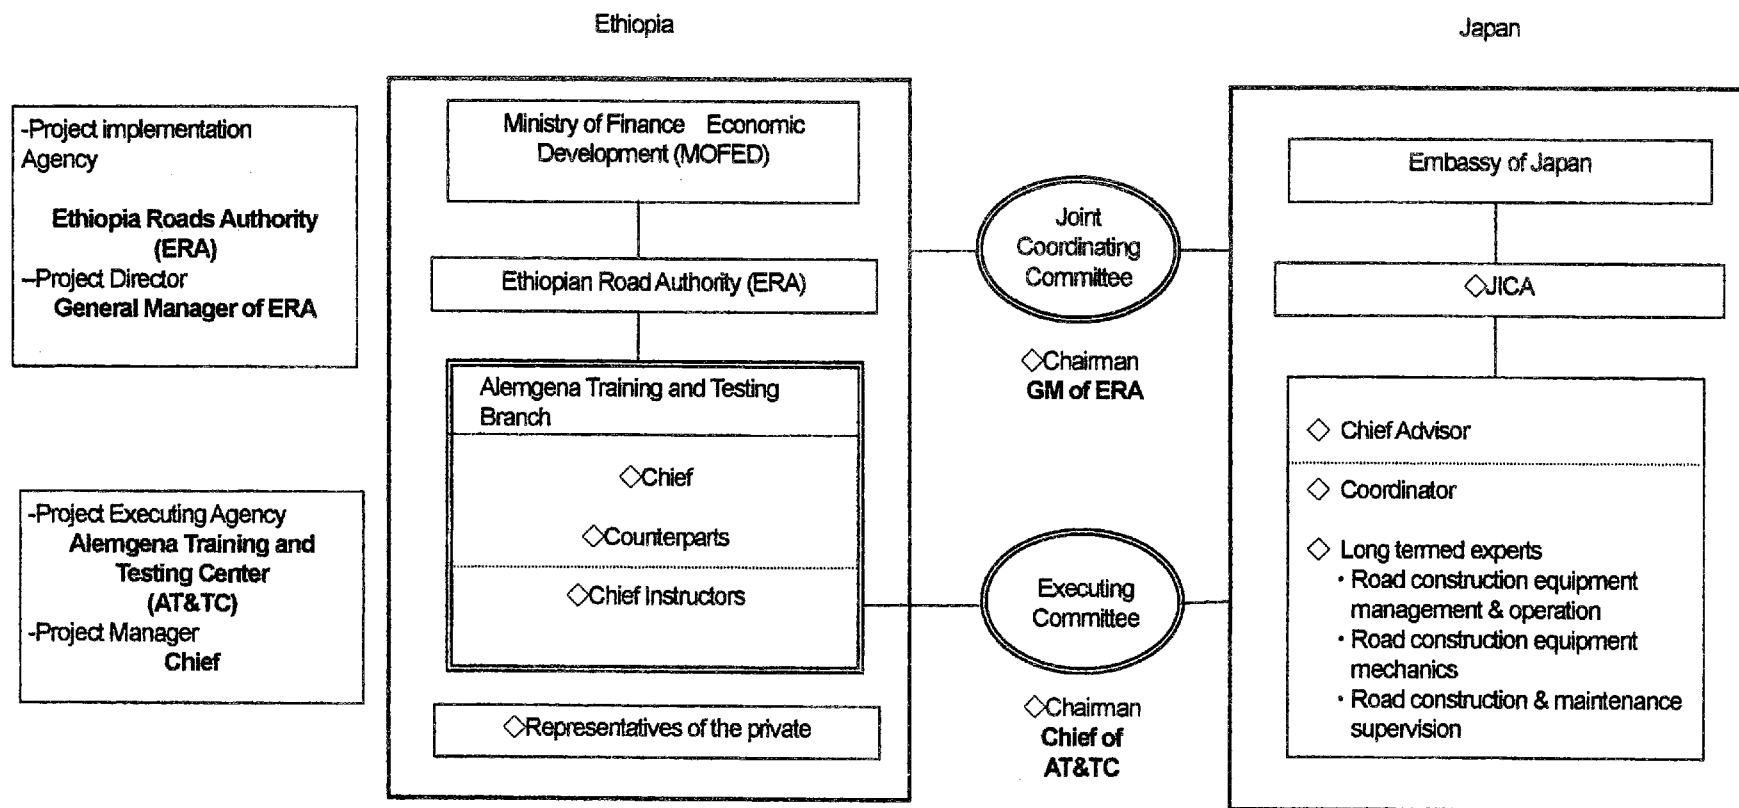 Ethiopia
Japan
-Project implementation
Agency
Ethiopia Roads Authority
(ERA)
-Project Director
General Manager of ERA
-Project Executing Agency
Alemgena Training and
Testing Center
(AT&TC)
-Project Manager
Chief
Ministry of Finance Economic
Development (MOFED)
Ethiopian Road Authority (ERA)
Alemgena Training and Testing
Branch
◇Chief
◇Counterparts
◇Chief Instructors
◇Representatives of the private
Joint
Coordinating
Committee
◇Chairman
GM of ERA
Executing
Committee
◇Chairman
Chief of
AT&TC
Embassy of Japan
◇JICA
◇ Chief Advisor
◇ Coordinator
◇ Long termed experts
・Road construction equipment
management & operation
・Road construction equipment
mechanics
・Road construction & maintenance
supervision